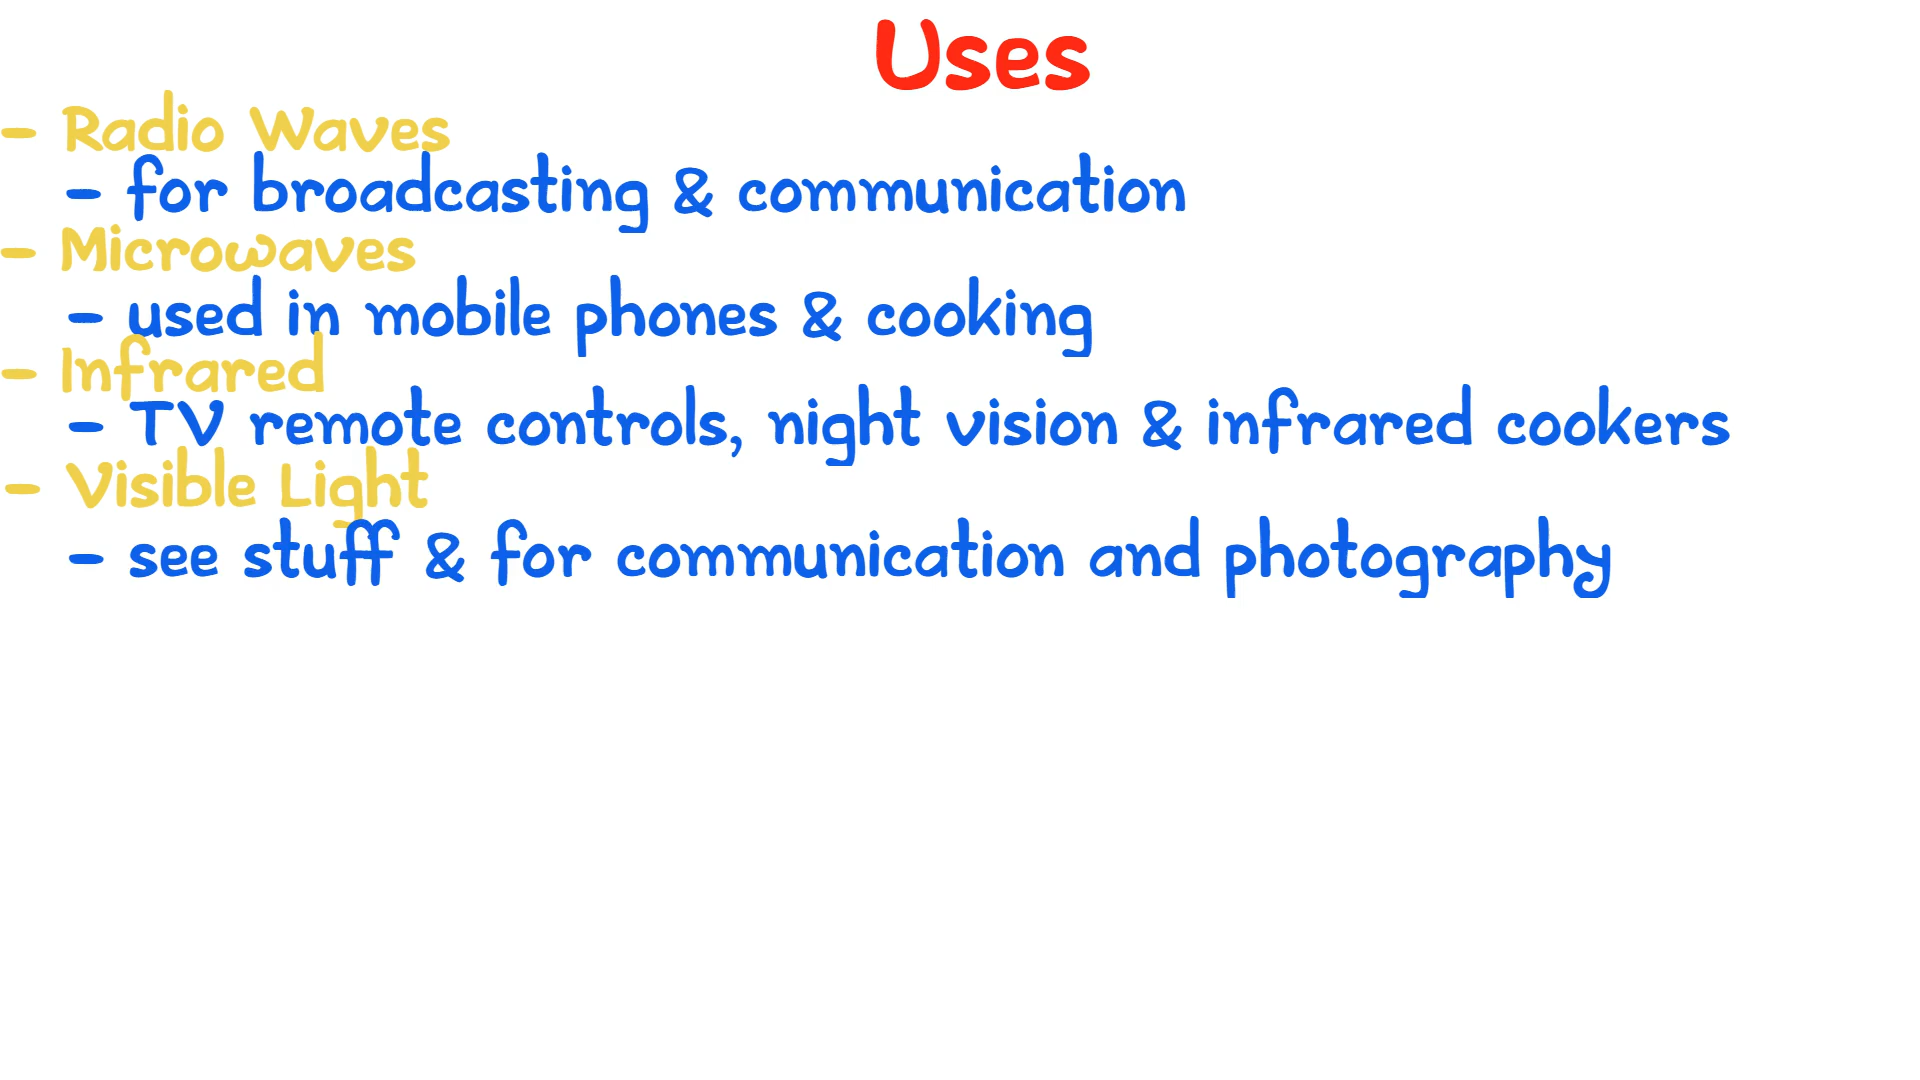 Uses
- Radio Waves
- for broadcasting & communication
- Microwaves
- used in mobile phones & cooking
- Infrared
- TV remote controls, night vision & infrared cookers
- Visible Light
- see stuff & for communication and photography